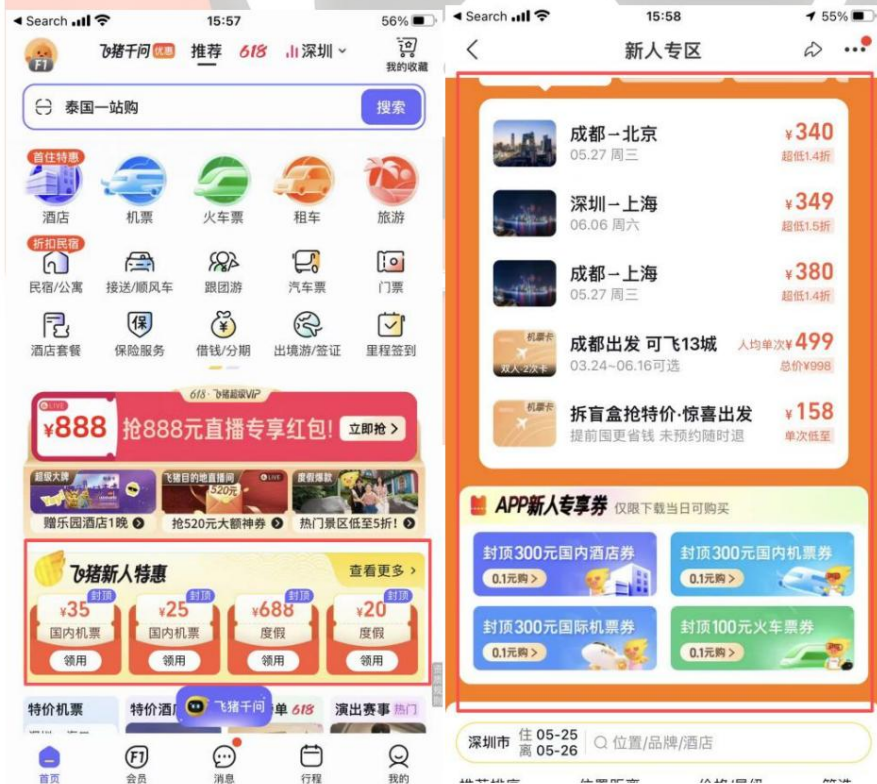 Search
15:57
56%
F1
飞猪千问 优惠
推荐
618
深圳
我的收藏
泰国一站购
搜索
首住特惠
酒店
机票
火车票
租车
旅游
折扣民宿
民宿/公寓
接送/顺风车
跟团游
汽车票
门票
保
酒店套餐
保险服务
借钱/分期
出境游/签证
里程签到
618·飞猪超级VIP
LIVE
¥888
抢888元直播专享红包!
立即抢 >
超级大牌
赠乐园酒店1晚
飞猪目的地直播间
LIVE
520元
抢520元大额神券
度假爆款
热门景区低至5折!
飞猪新人特惠
查看更多 >
封顶
¥35
国内机票
领用
封顶
¥25
国内机票
领用
封顶
¥688
度假
领用
封顶
¥20
度假
领用
特价机票
特价酒
飞猪千问
单 618
演出赛事 热门
首页
F1
会员
消息
行程
我的
Search
15:58
55%
新人专区
成都→北京
05.27 周三
¥340
超低1.4折
深圳→上海
06.06 周六
¥349
超低1.5折
成都→上海
05.27 周三
¥380
超低1.4折
机票卡
双人·2次卡
成都出发 可飞13城
03.24~06.16可选
人均单次¥499
总价¥998
机票卡
拆盲盒抢特价·惊喜出发
提前囤更省钱 未预约随时退
¥158
单次低至
APP新人专享券 仅限下载当日可购买
封顶300元国内酒店券
0.1元购 >
封顶300元国内机票券
0.1元购 >
封顶300元国际机票券
0.1元购 >
封顶100元火车票券
0.1元购 >
深圳市
住 05-25
离 05-26
位置/品牌/酒店
推荐排序
位置距离
价格/星级
筛选